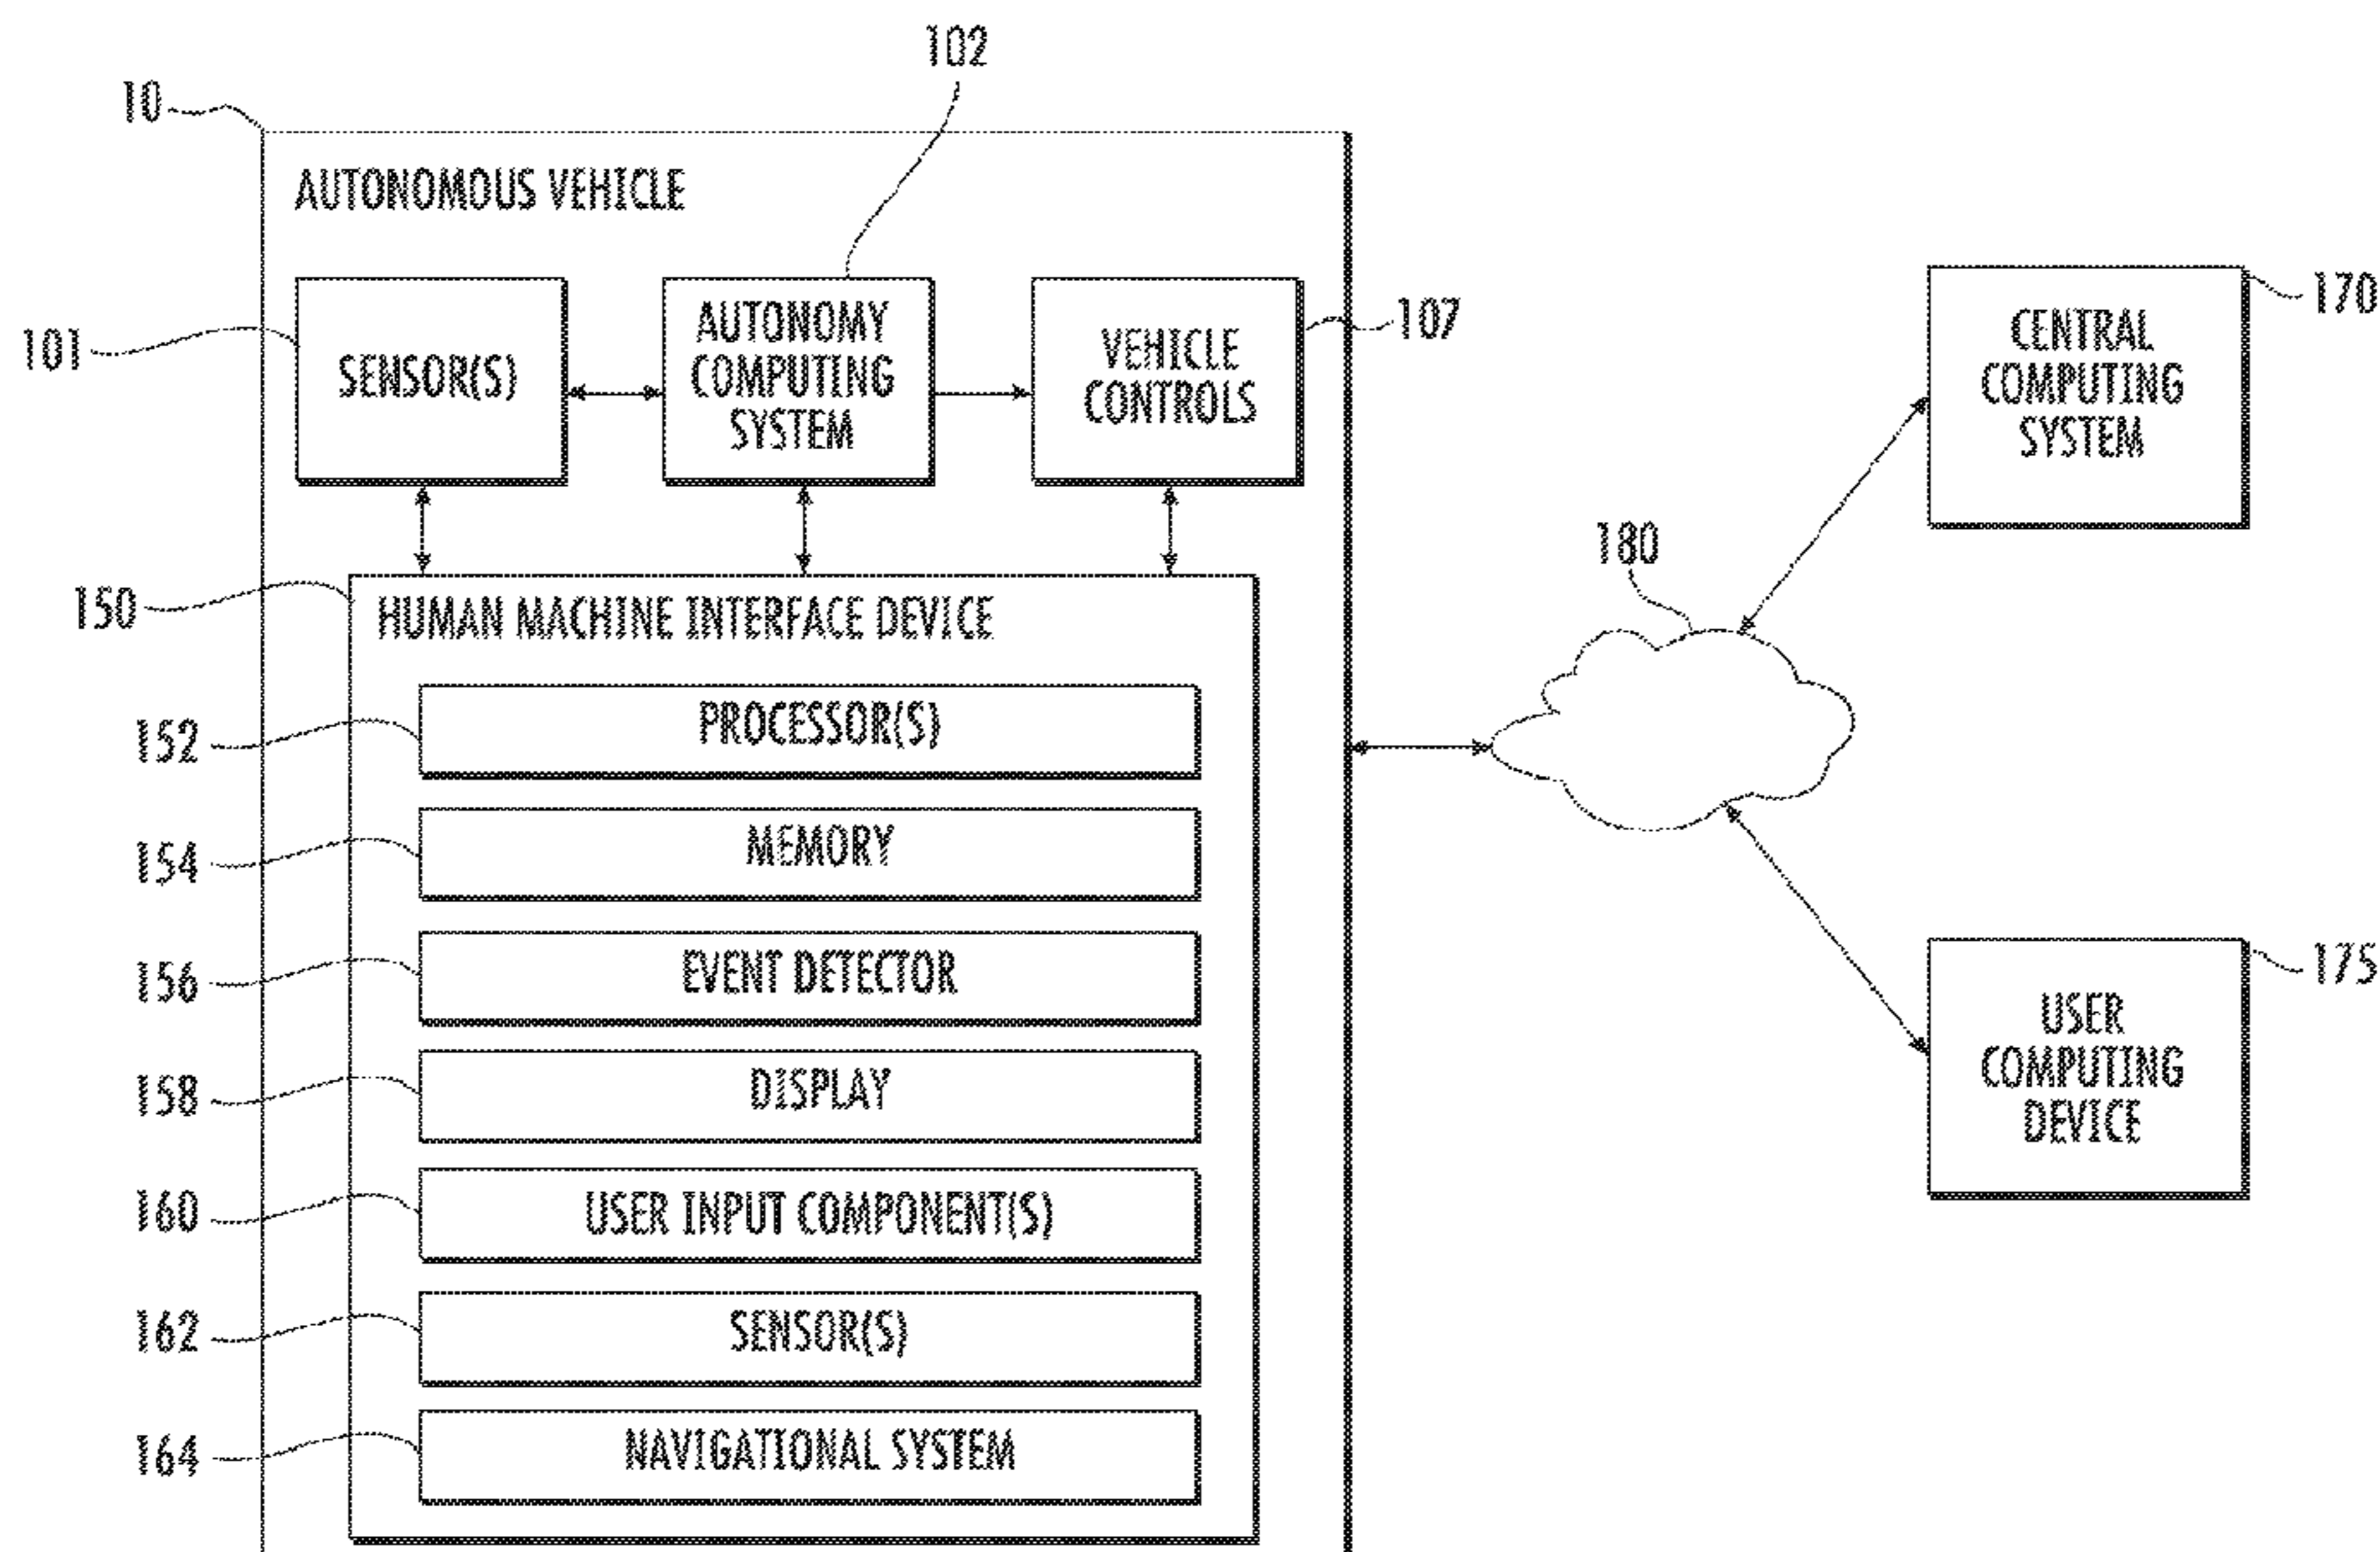 102
10
AUTONOMOUS VEHICLE
101
SENSOR(S)
AUTONOMY
COMPUTING
SYSTEM
VEHICLE
CONTROLS
107
CENTRAL
COMPUTING
SYSTEM
170
180
150
HUMAN MACHINE INTERFACE DEVICE
152
PROCESSOR(S)
154
MEMORY
156
EVENT DETECTOR
158
DISPLAY
160
USER INPUT COMPONENT(S)
162
SENSOR(S)
164
NAVIGATIONAL SYSTEM
175
USER
COMPUTING
DEVICE